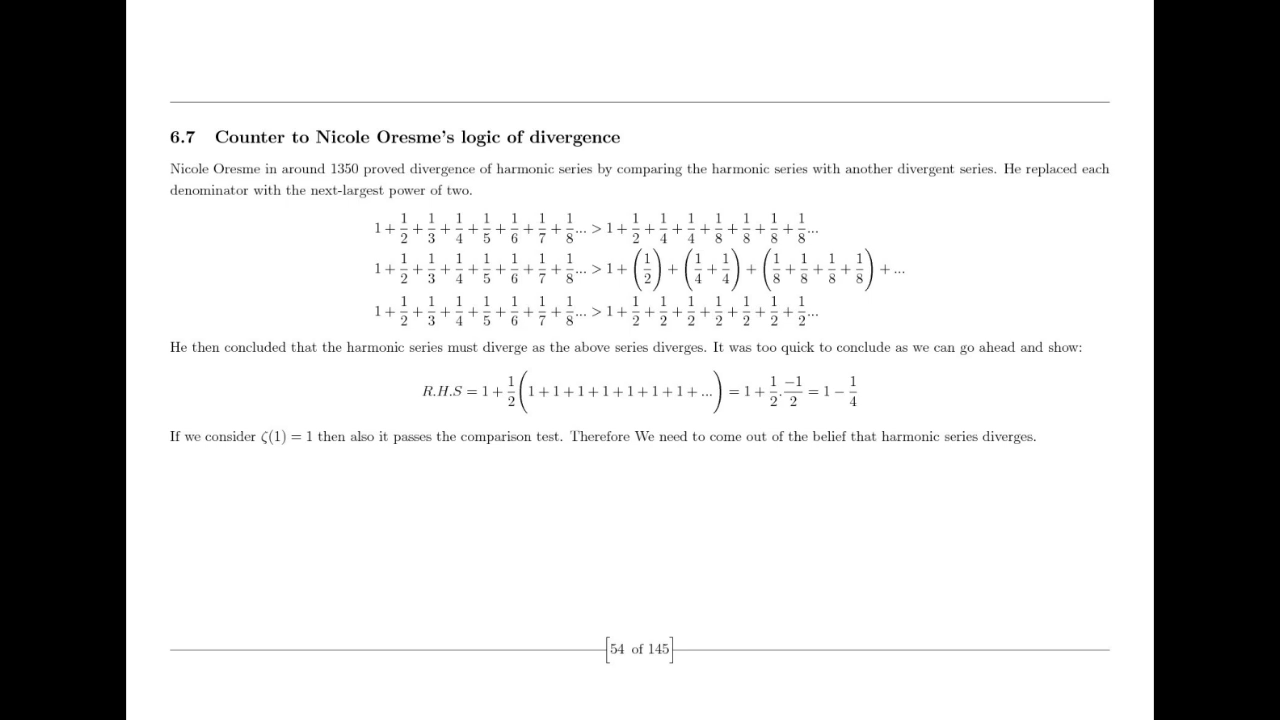 6.7 Counter to Nicole Oresme's logic of divergence
Nicole Oresme in around 1350 proved divergence of harmonic series by comparing the harmonic series with another divergent series. He replaced each
denominator with the next-largest power of two.
1 + 1/2 + 1/3 + 1/4 + 1/5 + 1/6 + 1/7 + 1/8... > 1 + 1/2 + 1/4 + 1/4 + 1/8 + 1/8 + 1/8 + 1/8...
1 + 1/2 + 1/3 + 1/4 + 1/5 + 1/6 + 1/7 + 1/8... > 1 + (1/2) + (1/4 + 1/4) + (1/8 + 1/8 + 1/8 + 1/8) + ...
1 + 1/2 + 1/3 + 1/4 + 1/5 + 1/6 + 1/7 + 1/8... > 1 + 1/2 + 1/2 + 1/2 + 1/2 + 1/2 + 1/2 + 1/2...
He then concluded that the harmonic series must diverge as the above series diverges. It was too quick to conclude as we can go ahead and show:
R.H.S = 1 + 1/2 (1 + 1 + 1 + 1 + 1 + 1 + 1 + ...) = 1 + 1/2 . -1/2 = 1 − 1/4
If we consider ζ(1) = 1 then also it passes the comparison test. Therefore We need to come out of the belief that harmonic series diverges.
[54 of 145]